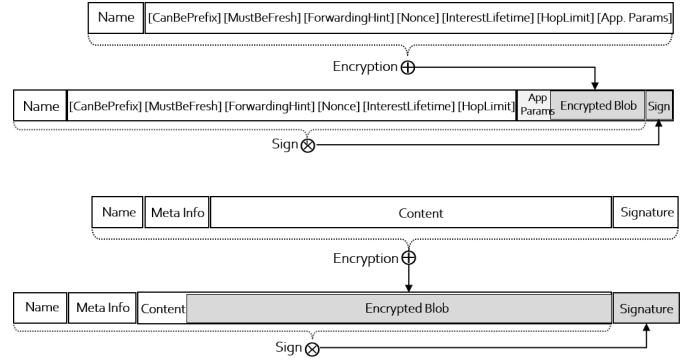 Name [CanBePrefix] [MustBeFresh] [ForwardingHint] [Nonce] [InterestLifetime] [HopLimit] [App. Params]
Encryption
Name [CanBePrefix] [MustBeFresh] [ForwardingHint] [Nonce] [InterestLifetime] [HopLimit] App Params Encrypted Blob Sign
Sign
Name Meta Info Content Signature
Encryption
Name Meta Info Content Encrypted Blob Signature
Sign